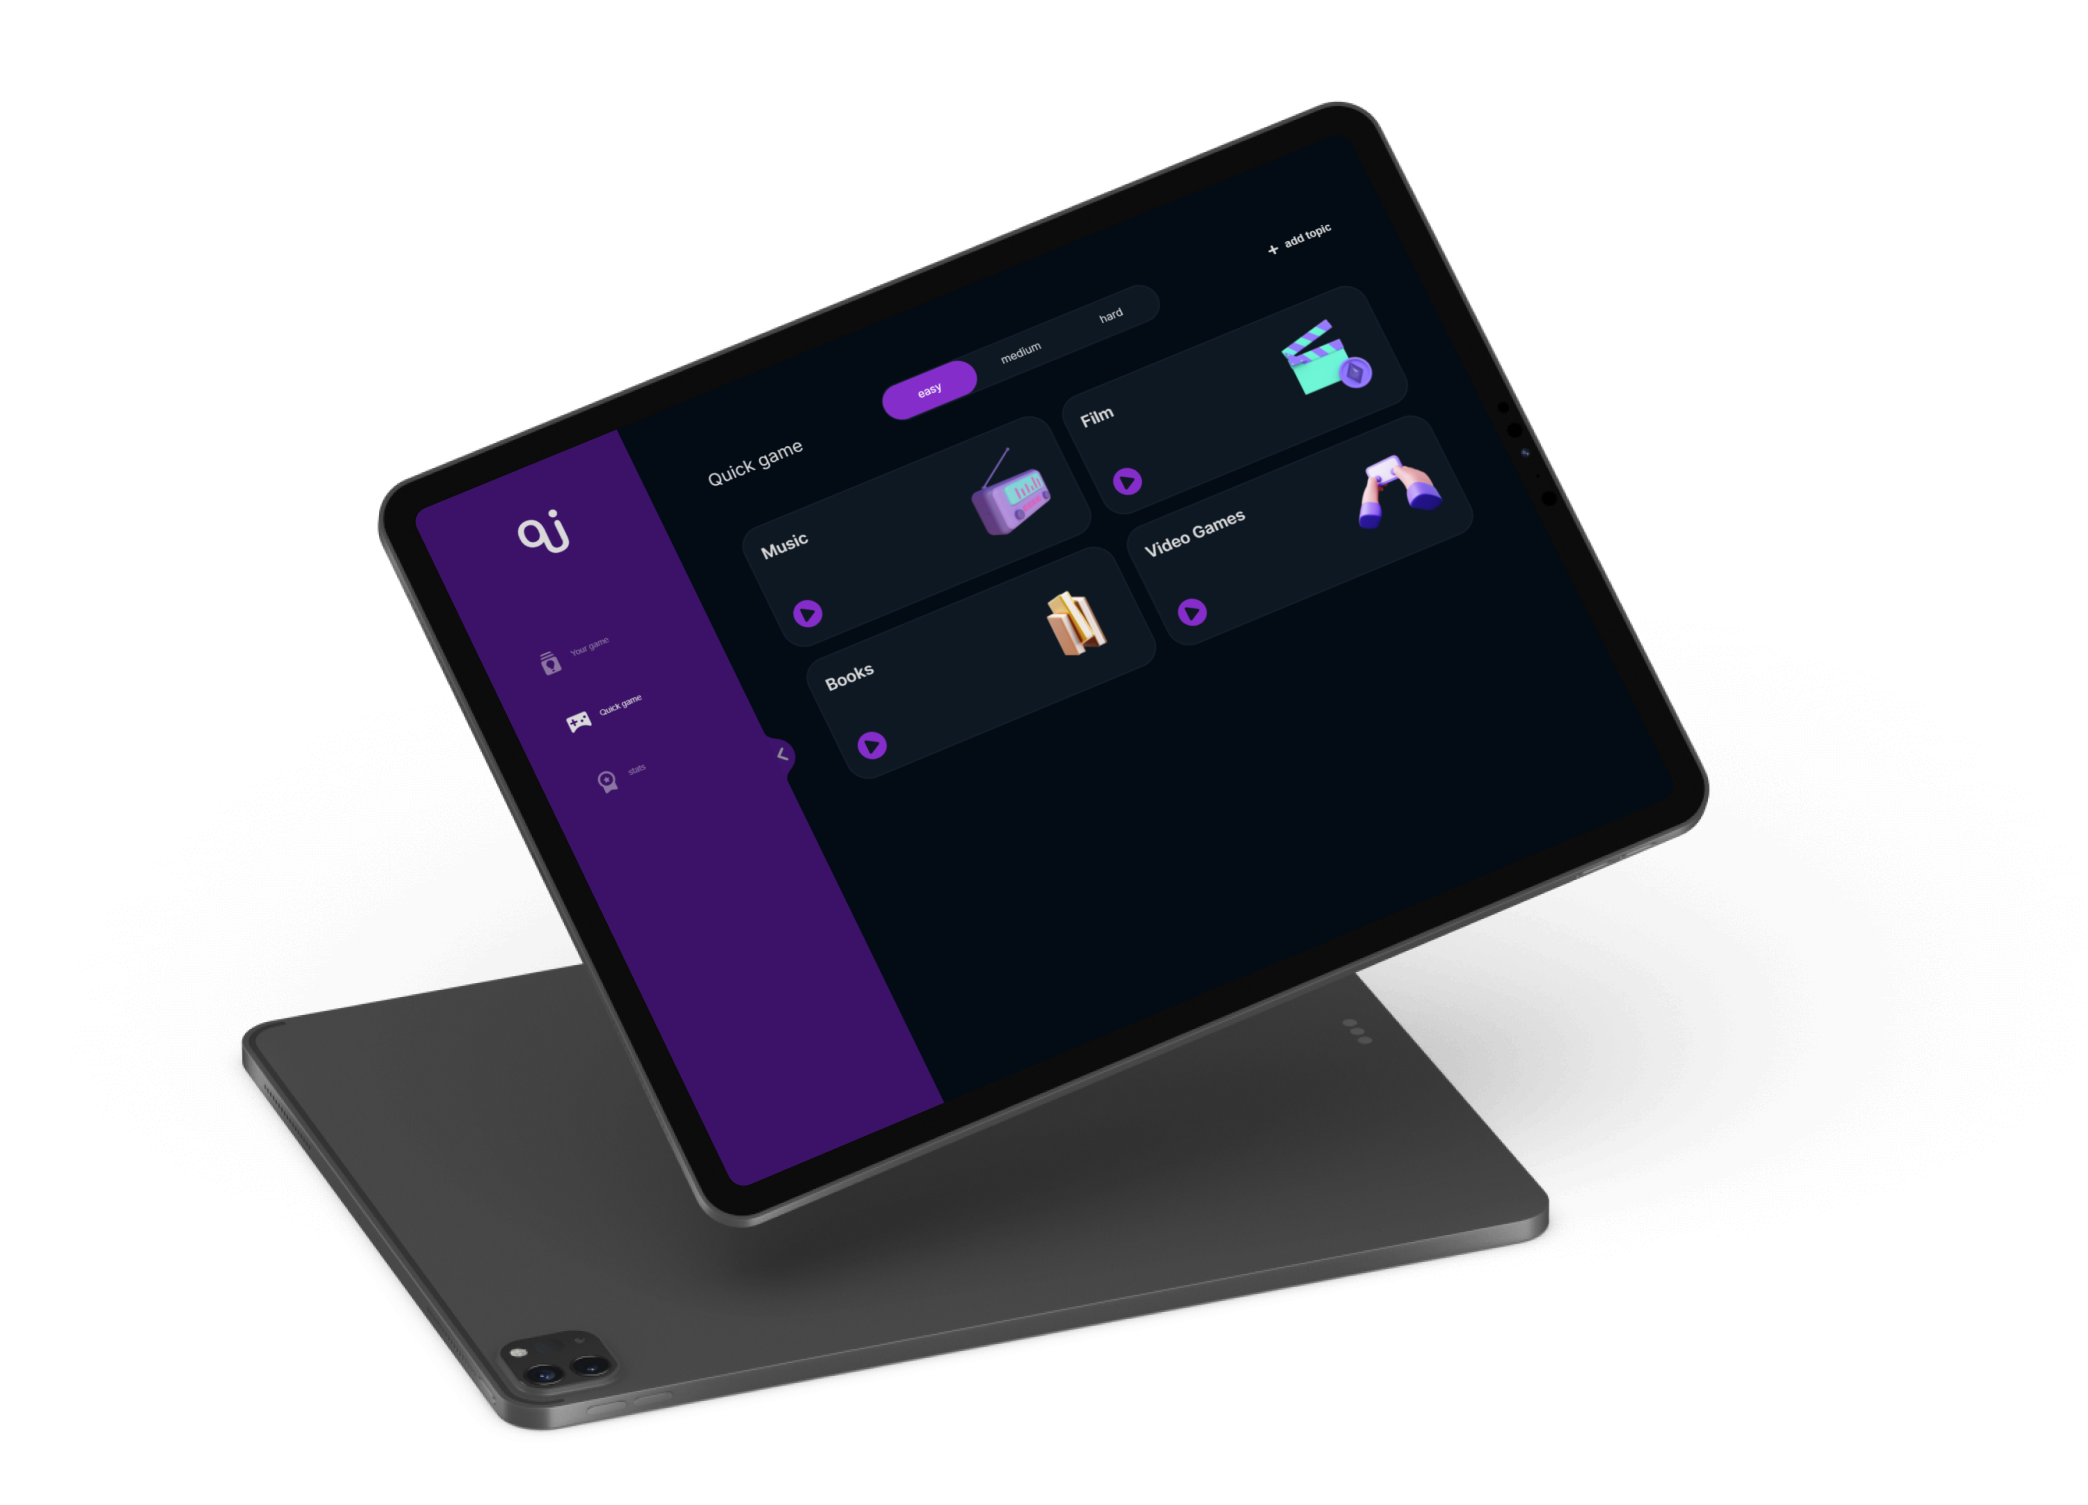 Your game
Quick game
stats
+ add topic
easy
medium
hard
Quick game
Music
Film
Books
Video Games